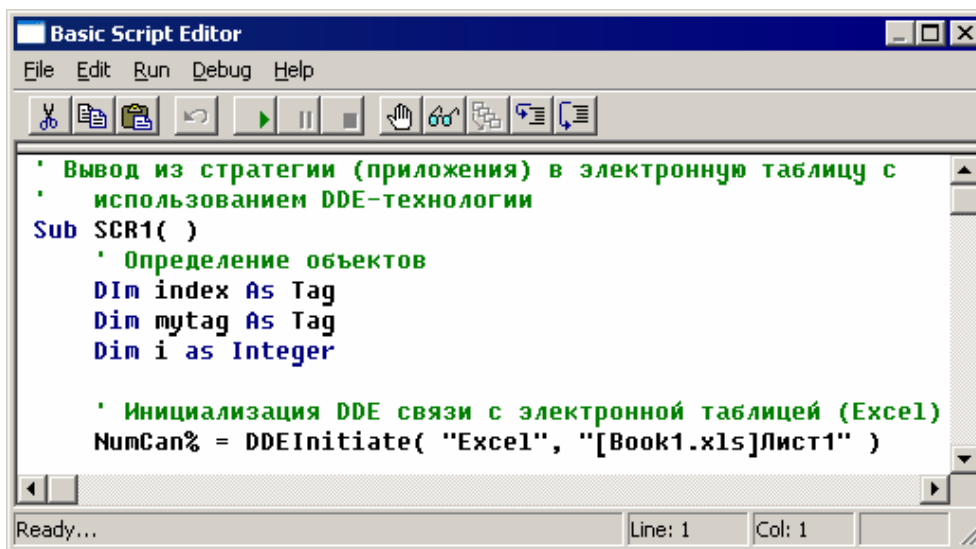 Basic Script Editor
File Edit Run Debug Help
' Вывод из стратегии (приложения) в электронную таблицу с
' использованием DDE-технологии
Sub SCR1( )
' Определение объектов
DIm index As Tag
Dim mytag As Tag
Dim i as Integer
' Инициализация DDE связи с электронной таблицей (Excel)
NumCan% = DDEInitiate( "Excel", "[Book1.xls]Лист1" )
Ready... Line: 1 Col: 1